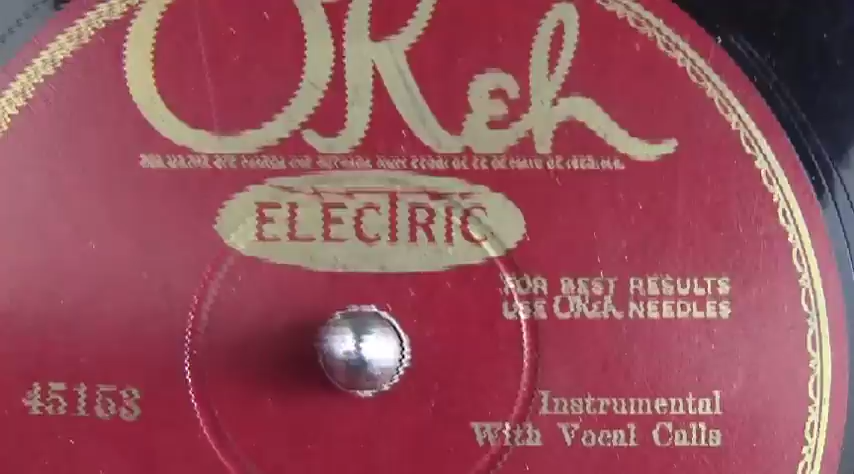 OKeh
ELECTRIC
FOR BEST RESULTS
USE OKeh NEEDLES
45153
Instrumental
With Vocal Calls